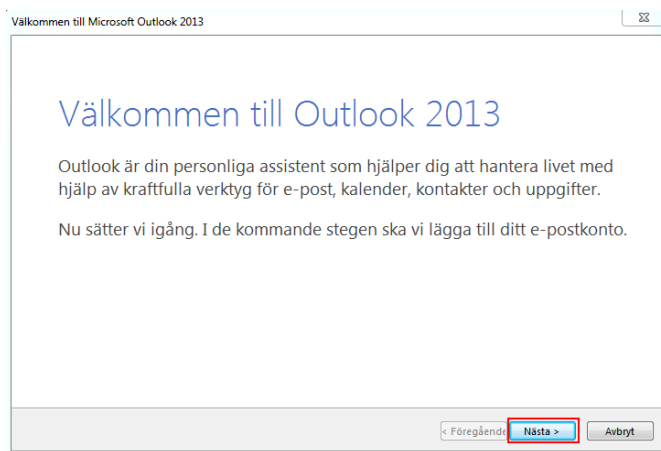 Välkommen till Microsoft Outlook 2013
Välkommen till Outlook 2013
Outlook är din personliga assistent som hjälper dig att hantera livet med
hjälp av kraftfulla verktyg för e-post, kalender, kontakter och uppgifter.
Nu sätter vi igång. I de kommande stegen ska vi lägga till ditt e-postkonto.
< Föregående Nästa > Avbryt